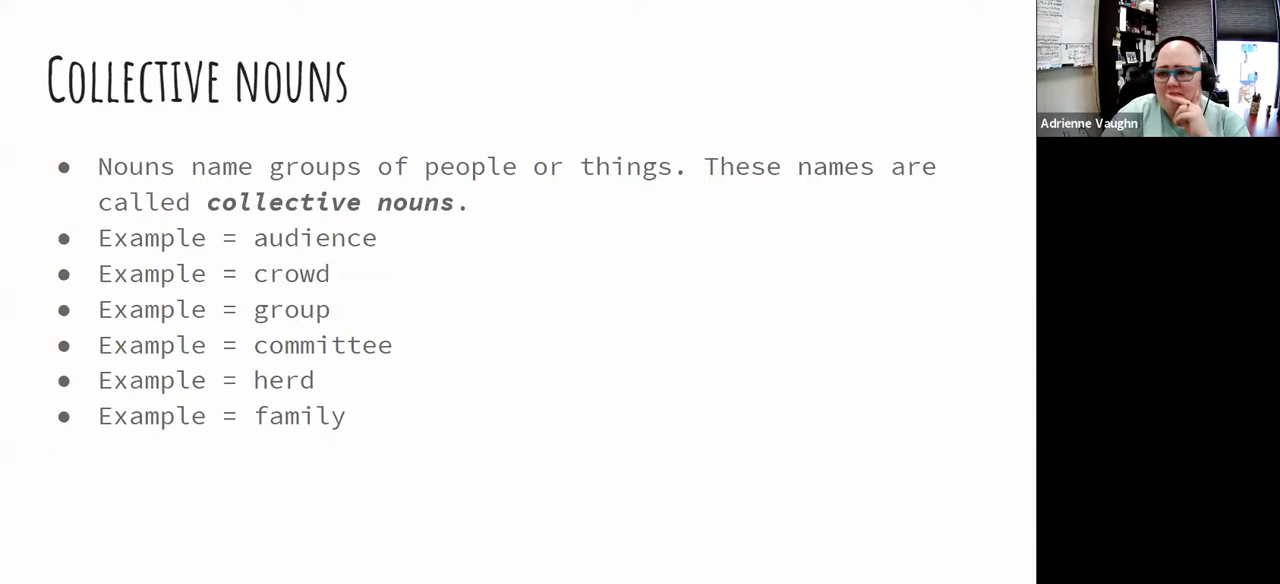 Collective nouns
● Nouns name groups of people or things. These names are
called collective nouns.
● Example = audience
● Example = crowd
● Example = group
● Example = committee
● Example = herd
● Example = family
Adrienne Vaughn